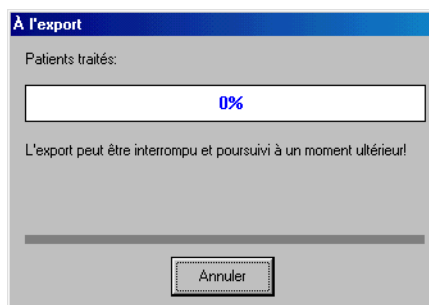 À l'export
Patients traités:
0%
L'export peut être interrompu et poursuivi à un moment ultérieur!
Annuler